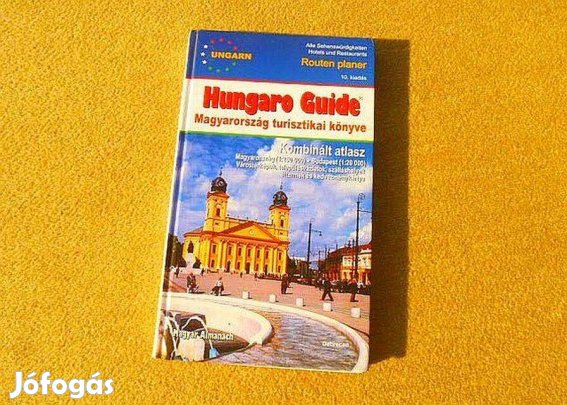 UNGARN
Alle Sehenswürdigkeiten
Hotels und Restaurants
Routen planer
10. kiadás
Hungaro Guide®
Magyarország turisztikai könyve
Kombinált atlasz
Debrecen
Magyar Almanach
Jófogás